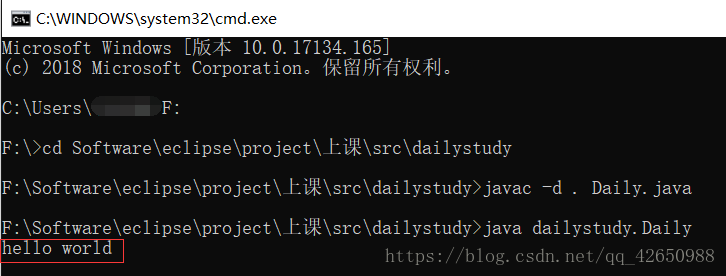 C:\WINDOWS\system32\cmd.exe
Microsoft Windows [版本 10.0.17134.165]
(c) 2018 Microsoft Corporation。保留所有权利。
C:\Users\ F:
F:\>cd Software\eclipse\project\上课\src\dailystudy
F:\Software\eclipse\project\上课\src\dailystudy>javac -d . Daily.java
F:\Software\eclipse\project\上课\src\dailystudy>java dailystudy.Daily
hello world
https://blog.csdn.net/qq_42650988